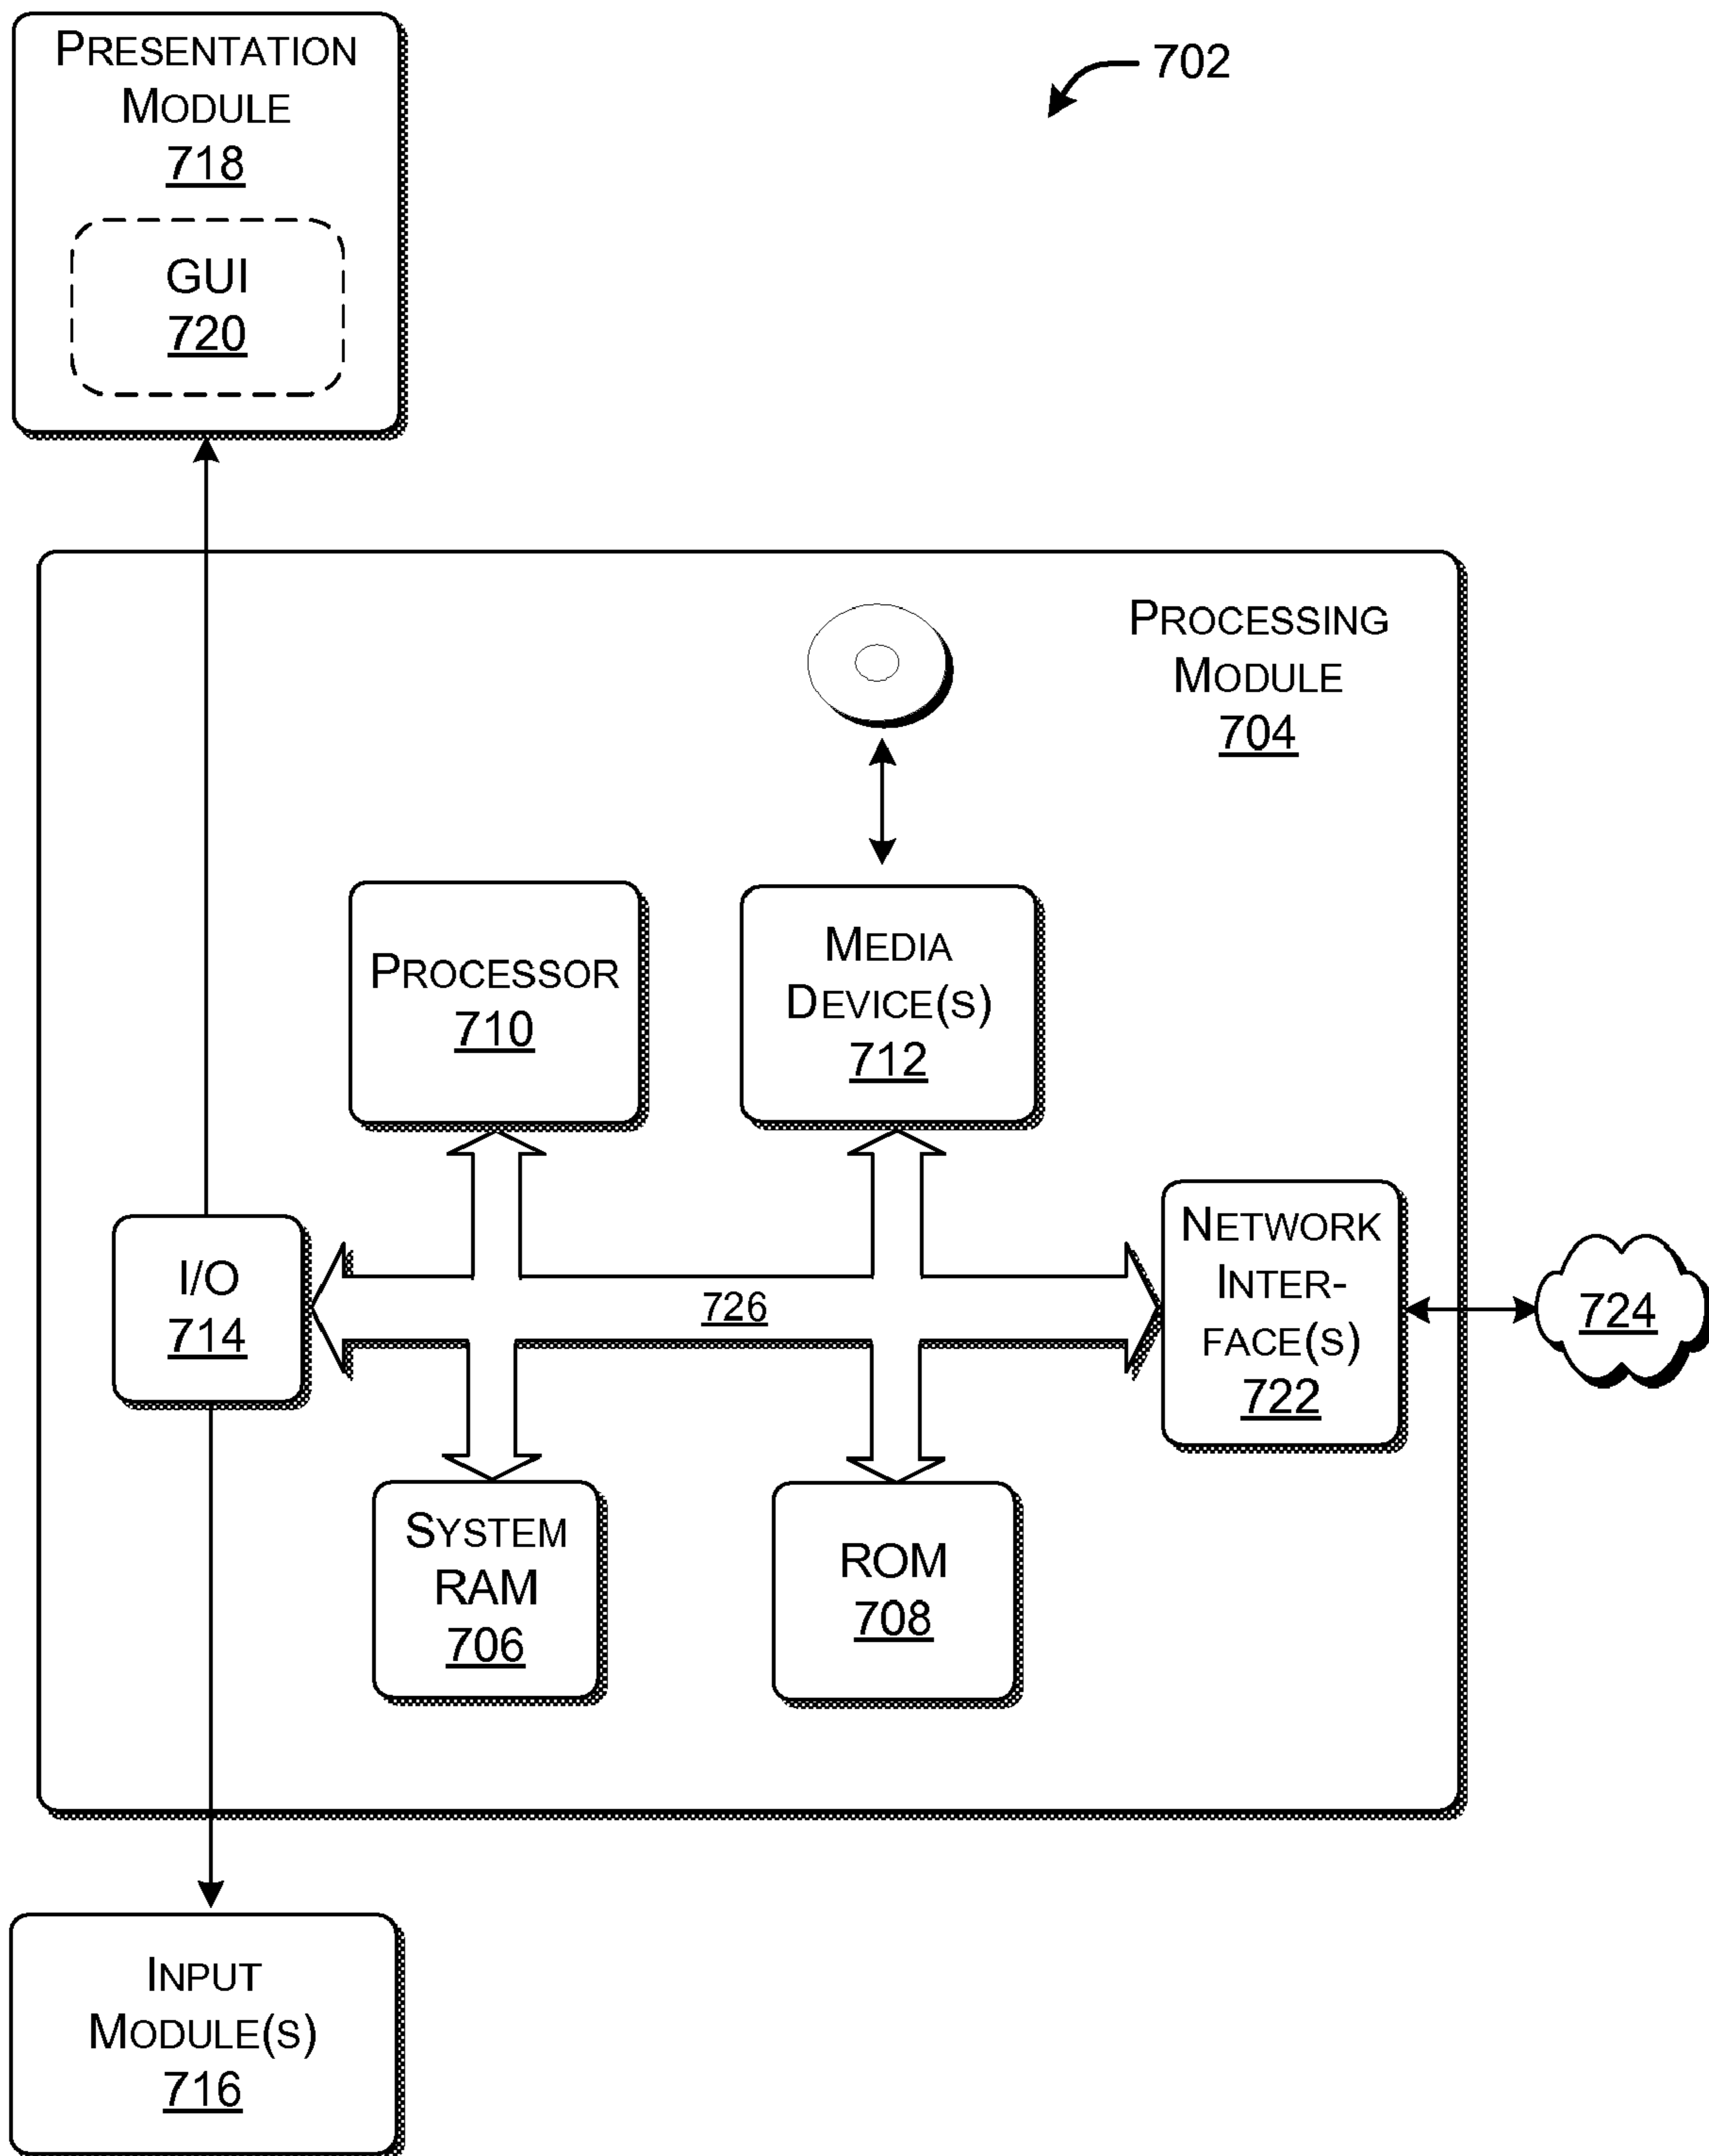 PRESENTATION
MODULE
718
GUI
720
702
PROCESSING
MODULE
704
PROCESSOR
710
MEDIA
DEVICE(S)
712
I/O
714
726
NETWORK
INTER-
FACE(S)
722
724
SYSTEM
RAM
706
ROM
708
INPUT
MODULE(S)
716